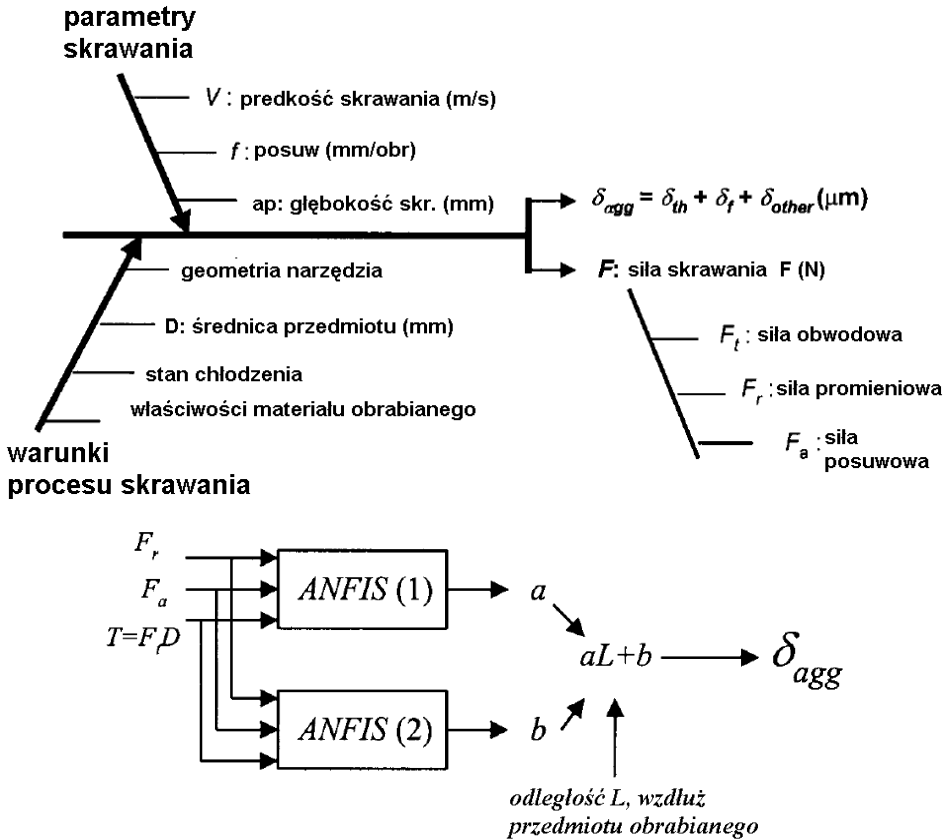 parametry
skrawania
V : predkość skrawania (m/s)
f : posuw (mm/obr)
ap: głębokość skr. (mm)
δagg = δth + δf + δother (μm)
geometria narzędzia
F: siła skrawania F (N)
D: średnica przedmiotu (mm)
Ft : siła obwodowa
stan chłodzenia
Fr : siła promieniowa
właściwości materiału obrabianego
Fa : siła
posuwowa
warunki
procesu skrawania
Fr
Fa
T=FtD
ANFIS (1)
a
aL+b
δagg
ANFIS (2)
b
odległość L, wzdłuż
przedmiotu obrabianego